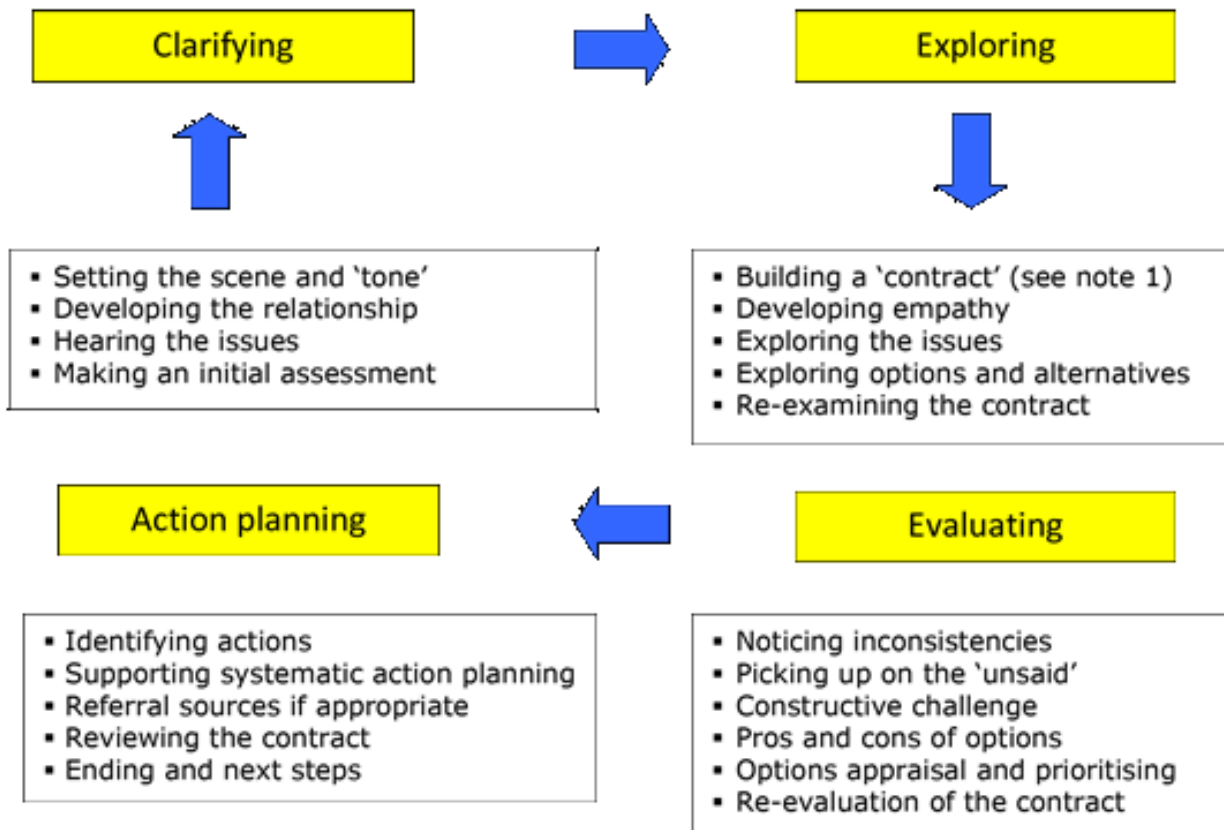 Clarifying
Exploring
▪ Setting the scene and ‘tone’
▪ Developing the relationship
▪ Hearing the issues
▪ Making an initial assessment
▪ Building a ‘contract’ (see note 1)
▪ Developing empathy
▪ Exploring the issues
▪ Exploring options and alternatives
▪ Re-examining the contract
Action planning
Evaluating
▪ Identifying actions
▪ Supporting systematic action planning
▪ Referral sources if appropriate
▪ Reviewing the contract
▪ Ending and next steps
▪ Noticing inconsistencies
▪ Picking up on the ‘unsaid’
▪ Constructive challenge
▪ Pros and cons of options
▪ Options appraisal and prioritising
▪ Re-evaluation of the contract